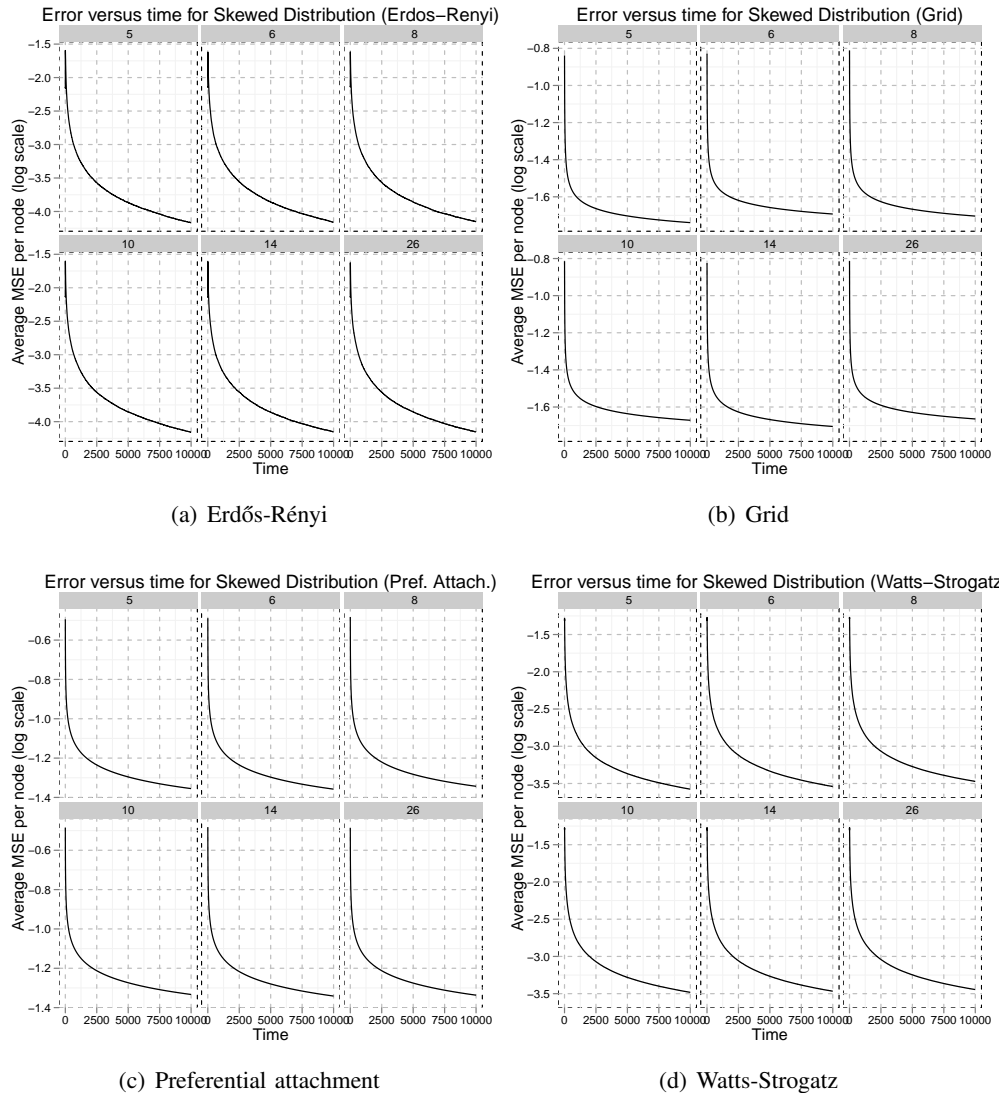 Error versus time for Skewed Distribution (Erdos−Renyi)
5 6 8
−1.5
−2.0
−2.5
−3.0
−3.5
−4.0
10 14 26
−1.5
−2.0
−2.5
−3.0
−3.5
−4.0
Average MSE per node (log scale)
0 2500 5000 7500 10000 0 2500 5000 7500 10000 0 2500 5000 7500 10000
Time
(a) Erdős-Rényi
Error versus time for Skewed Distribution (Grid)
5 6 8
−0.8
−1.0
−1.2
−1.4
−1.6
10 14 26
−0.8
−1.0
−1.2
−1.4
−1.6
Average MSE per node (log scale)
0 2500 5000 7500 10000 0 2500 5000 7500 10000 0 2500 5000 7500 10000
Time
(b) Grid
Error versus time for Skewed Distribution (Pref. Attach.)
5 6 8
−0.6
−0.8
−1.0
−1.2
−1.4
10 14 26
−0.6
−0.8
−1.0
−1.2
−1.4
Average MSE per node (log scale)
0 2500 5000 7500 10000 0 2500 5000 7500 10000 0 2500 5000 7500 10000
Time
(c) Preferential attachment
Error versus time for Skewed Distribution (Watts−Strogatz
5 6 8
−1.5
−2.0
−2.5
−3.0
−3.5
10 14 26
−1.5
−2.0
−2.5
−3.0
−3.5
Average MSE per node (log scale)
0 2500 5000 7500 10000 0 2500 5000 7500 10000 0 2500 5000 7500 10000
Time
(d) Watts-Strogatz